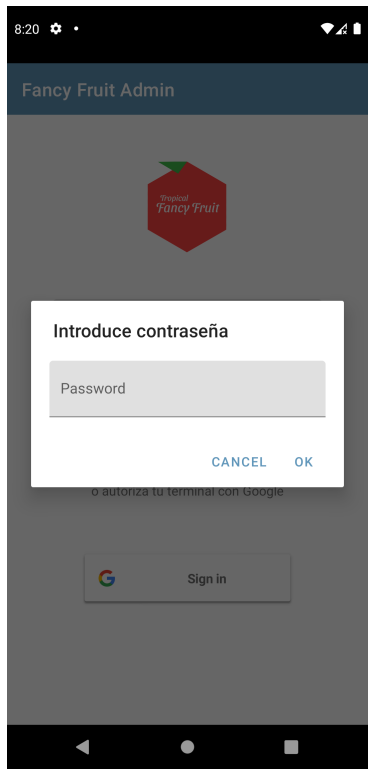 8:20
Fancy Fruit Admin
Tropical
Fancy Fruit
Introduce contraseña
Password
CANCEL OK
o autoriza tu terminal con Google
Sign in